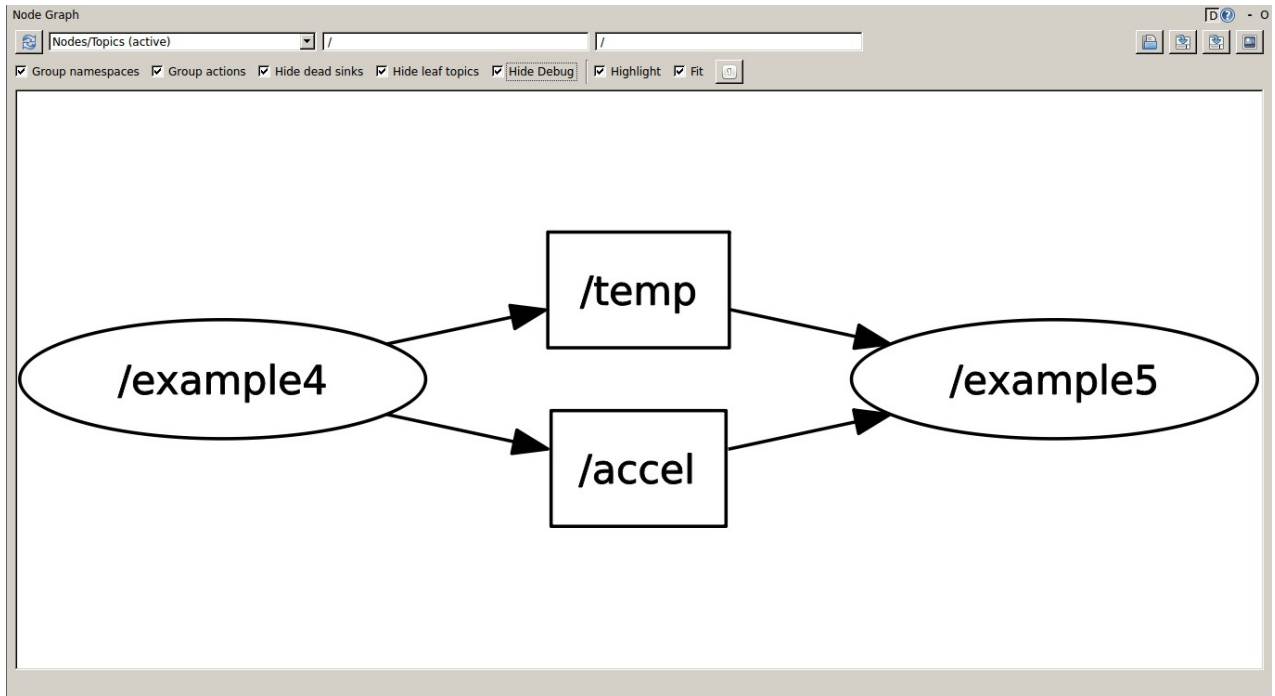 Node Graph
D ? - O
Nodes/Topics (active) / /
Group namespaces Group actions Hide dead sinks Hide leaf topics Hide Debug Highlight Fit
/temp
/example4 /example5
/accel